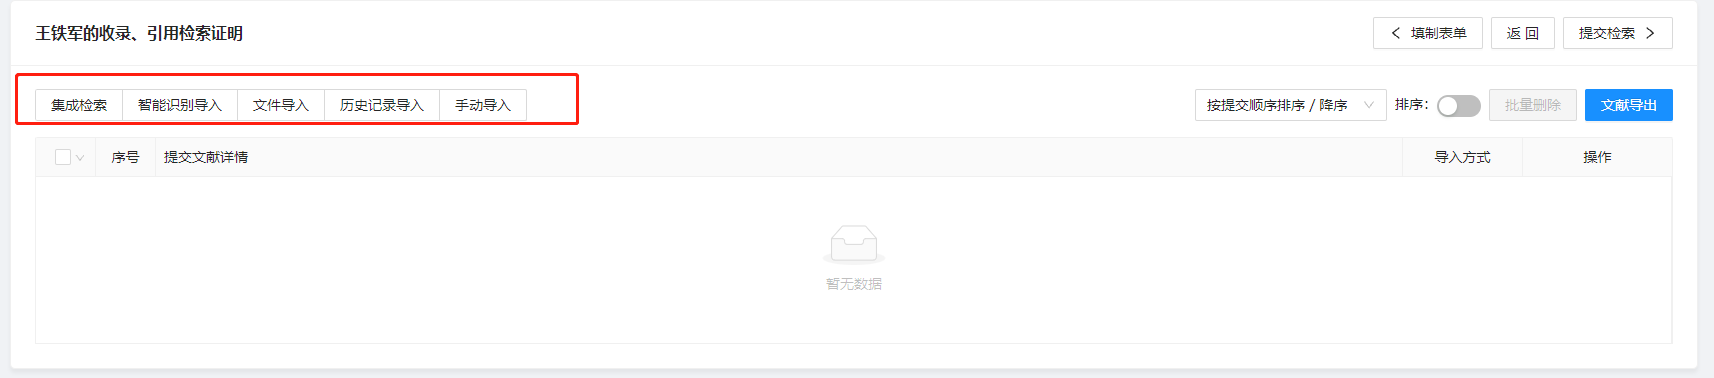 王铁军的收录、引用检索证明
填制表单 返 回 提交检索
集成检索 智能识别导入 文件导入 历史记录导入 手动导入 按提交顺序排序 / 降序 排序： 批量删除 文献导出
序号 提交文献详情 导入方式 操作
暂无数据